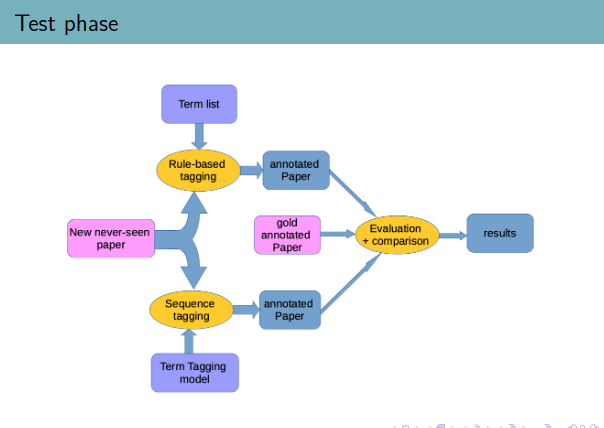 Test phase
Term list
Rule-based
tagging
annotated
Paper
New never-seen
paper
gold
annotated
Paper
Evaluation
+ comparison
results
Sequence
tagging
annotated
Paper
Term Tagging
model